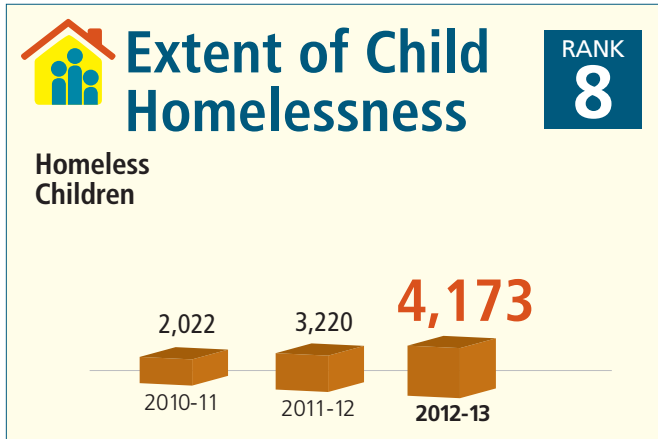 Extent of Child
Homelessness
RANK
8
Homeless
Children
2,022
3,220
4,173
2010-11
2011-12
2012-13